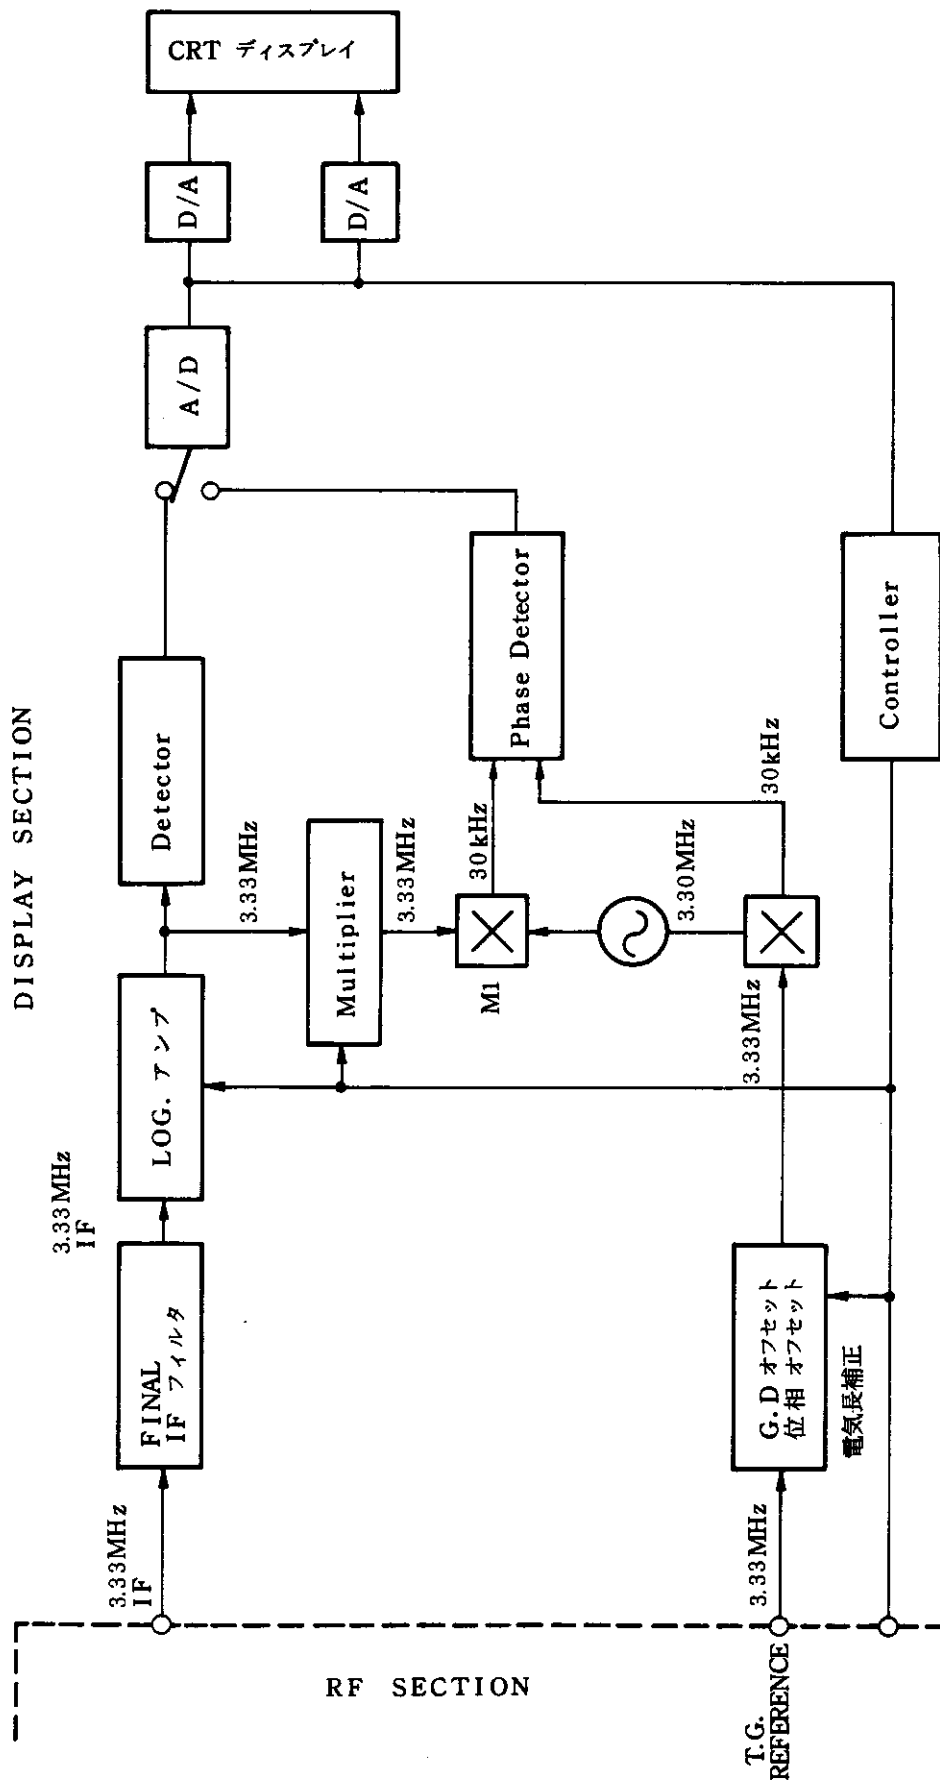 DISPLAY SECTION
3.33MHz
IF
FINAL
IF フィルタ
3.33MHz
IF
LOG. アンプ
Detector
A/D
D/A
D/A
CRT ディスプレイ
3.33MHz
Multiplier
3.33MHz
M1
30kHz
Phase Detector
3.30MHz
30kHz
3.33MHz
G.D オフセット
位相 オフセット
電気長補正
3.33MHz
Controller
RF SECTION
T.G.
REFERENCE